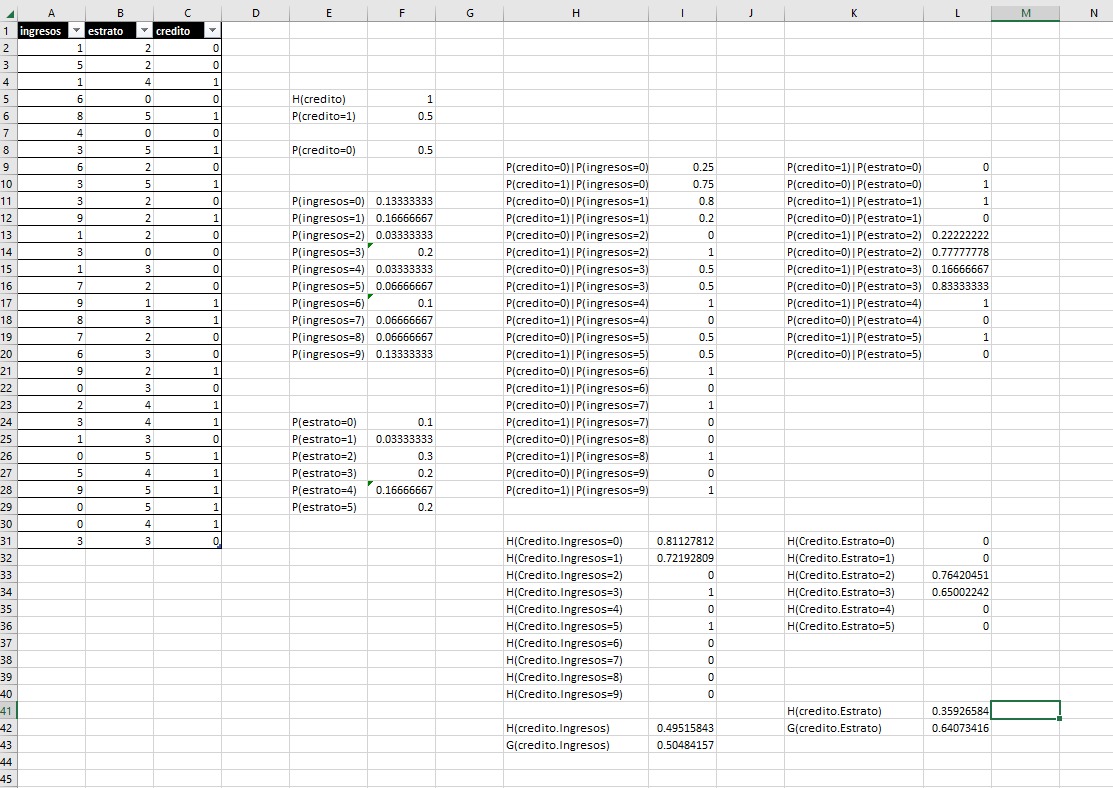 A B C D E F G H I J K L M N
1 ingresos estrato credito
2 1 2 0
3 5 2 0
4 1 4 1
5 6 0 0 H(credito) 1
6 8 5 1 P(credito=1) 0.5
7 4 0 0
8 3 5 1 P(credito=0) 0.5
9 6 2 0 P(credito=0)|P(ingresos=0) 0.25 P(credito=1)|P(estrato=0) 0
10 3 5 1 P(credito=1)|P(ingresos=0) 0.75 P(credito=0)|P(estrato=0) 1
11 3 2 0 P(ingresos=0) 0.13333333 P(credito=0)|P(ingresos=1) 0.8 P(credito=1)|P(estrato=1) 1
12 9 2 1 P(ingresos=1) 0.16666667 P(credito=1)|P(ingresos=1) 0.2 P(credito=0)|P(estrato=1) 0
13 1 2 0 P(ingresos=2) 0.03333333 P(credito=0)|P(ingresos=2) 0 P(credito=1)|P(estrato=2) 0.22222222
14 3 0 0 P(ingresos=3) 0.2 P(credito=1)|P(ingresos=2) 1 P(credito=0)|P(estrato=2) 0.77777778
15 1 3 0 P(ingresos=4) 0.03333333 P(credito=0)|P(ingresos=3) 0.5 P(credito=1)|P(estrato=3) 0.16666667
16 7 2 0 P(ingresos=5) 0.06666667 P(credito=1)|P(ingresos=3) 0.5 P(credito=0)|P(estrato=3) 0.83333333
17 9 1 1 P(ingresos=6) 0.1 P(credito=0)|P(ingresos=4) 1 P(credito=1)|P(estrato=4) 1
18 8 3 1 P(ingresos=7) 0.06666667 P(credito=1)|P(ingresos=4) 0 P(credito=0)|P(estrato=4) 0
19 7 2 0 P(ingresos=8) 0.06666667 P(credito=0)|P(ingresos=5) 0.5 P(credito=1)|P(estrato=5) 1
20 6 3 0 P(ingresos=9) 0.13333333 P(credito=1)|P(ingresos=5) 0.5 P(credito=0)|P(estrato=5) 0
21 9 2 1 P(credito=0)|P(ingresos=6) 1
22 0 3 0 P(credito=1)|P(ingresos=6) 0
23 2 4 1 P(credito=0)|P(ingresos=7) 1
24 3 4 1 P(estrato=0) 0.1 P(credito=1)|P(ingresos=7) 0
25 1 3 0 P(estrato=1) 0.03333333 P(credito=0)|P(ingresos=8) 0
26 0 5 1 P(estrato=2) 0.3 P(credito=1)|P(ingresos=8) 1
27 5 4 1 P(estrato=3) 0.2 P(credito=0)|P(ingresos=9) 0
28 9 5 1 P(estrato=4) 0.16666667 P(credito=1)|P(ingresos=9) 1
29 0 5 1 P(estrato=5) 0.2
30 0 4 1
31 3 3 0 H(Credito.Ingresos=0) 0.81127812 H(Credito.Estrato=0) 0
32 H(Credito.Ingresos=1) 0.72192809 H(Credito.Estrato=1) 0
33 H(Credito.Ingresos=2) 0 H(Credito.Estrato=2) 0.76420451
34 H(Credito.Ingresos=3) 1 H(Credito.Estrato=3) 0.65002242
35 H(Credito.Ingresos=4) 0 H(Credito.Estrato=4) 0
36 H(Credito.Ingresos=5) 1 H(Credito.Estrato=5) 0
37 H(Credito.Ingresos=6) 0
38 H(Credito.Ingresos=7) 0
39 H(Credito.Ingresos=8) 0
40 H(Credito.Ingresos=9) 0
41 H(credito.Estrato) 0.35926584
42 H(credito.Ingresos) 0.49515843 G(credito.Estrato) 0.64073416
43 G(credito.Ingresos) 0.50484157
44
45